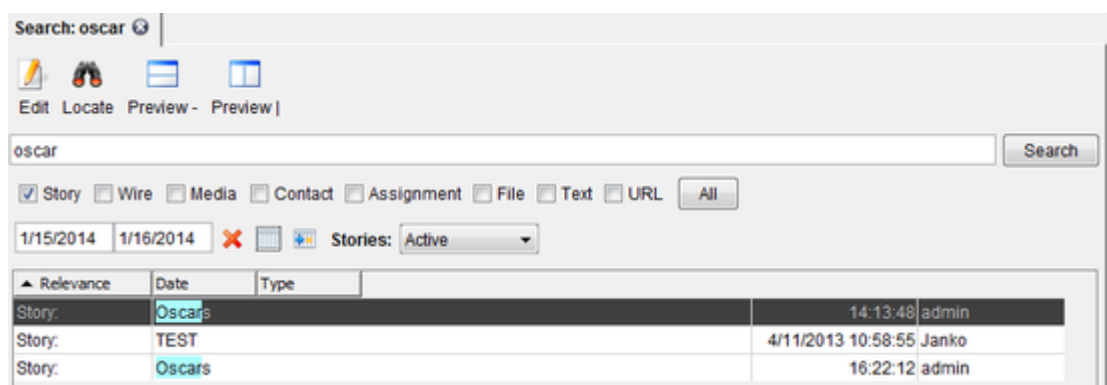 Search: oscar
Edit Locate Preview - Preview |
oscar Search
Story Wire Media Contact Assignment File Text URL All
1/15/2014 1/16/2014 Stories: Active
Relevance Date Type
Story: Oscars 14:13:48 admin
Story: TEST 4/11/2013 10:58:55 Janko
Story: Oscars 16:22:12 admin